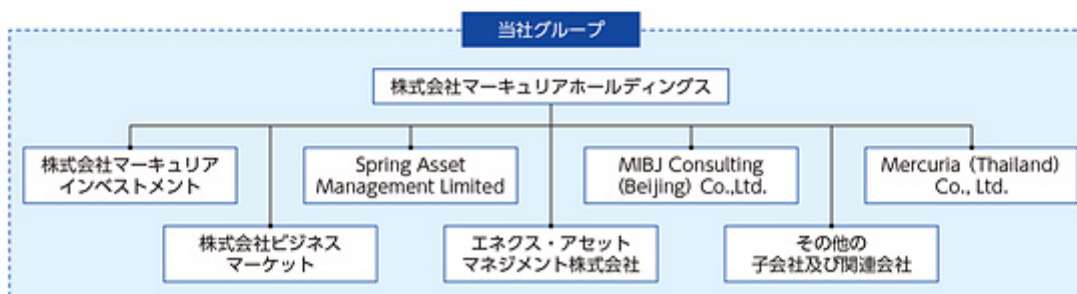 当社グループ
株式会社マーキュリアホールディングス
株式会社マーキュリア
インベストメント
Spring Asset
Management Limited
MIBJ Consulting
(Beijing) Co.,Ltd.
Mercuria (Thailand)
Co., Ltd.
株式会社ビジネス
マーケット
エネクス・アセット
マネジメント株式会社
その他の
子会社及び関連会社